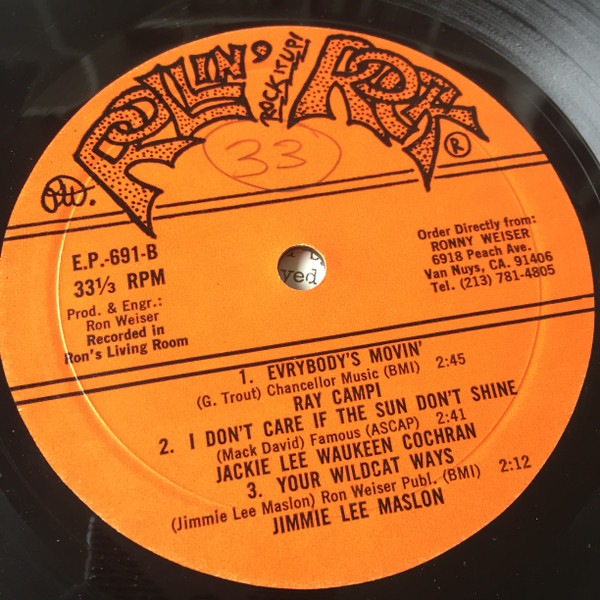 ROLLIN' ROCK
ROCK IT UP!
RW.
33
®
E.P.-691-B
33⅓ RPM
Prod. & Engr.:
Ron Weiser
Recorded in
Ron's Living Room
Order Directly from:
RONNY WEISER
6918 Peach Ave.
Van Nuys, CA. 91406
Tel. (213) 781-4805
yed
1. EVRYBODY'S MOVIN' 2:45
(G. Trout) Chancellor Music (BMI)
RAY CAMPI
2. I DON'T CARE IF THE SUN DON'T SHINE
(Mack David) Famous (ASCAP) 2:41
JACKIE LEE WAUKEEN COCHRAN
3. YOUR WILDCAT WAYS 2:12
(Jimmie Lee Maslon) Ron Weiser Publ. (BMI)
JIMMIE LEE MASLON